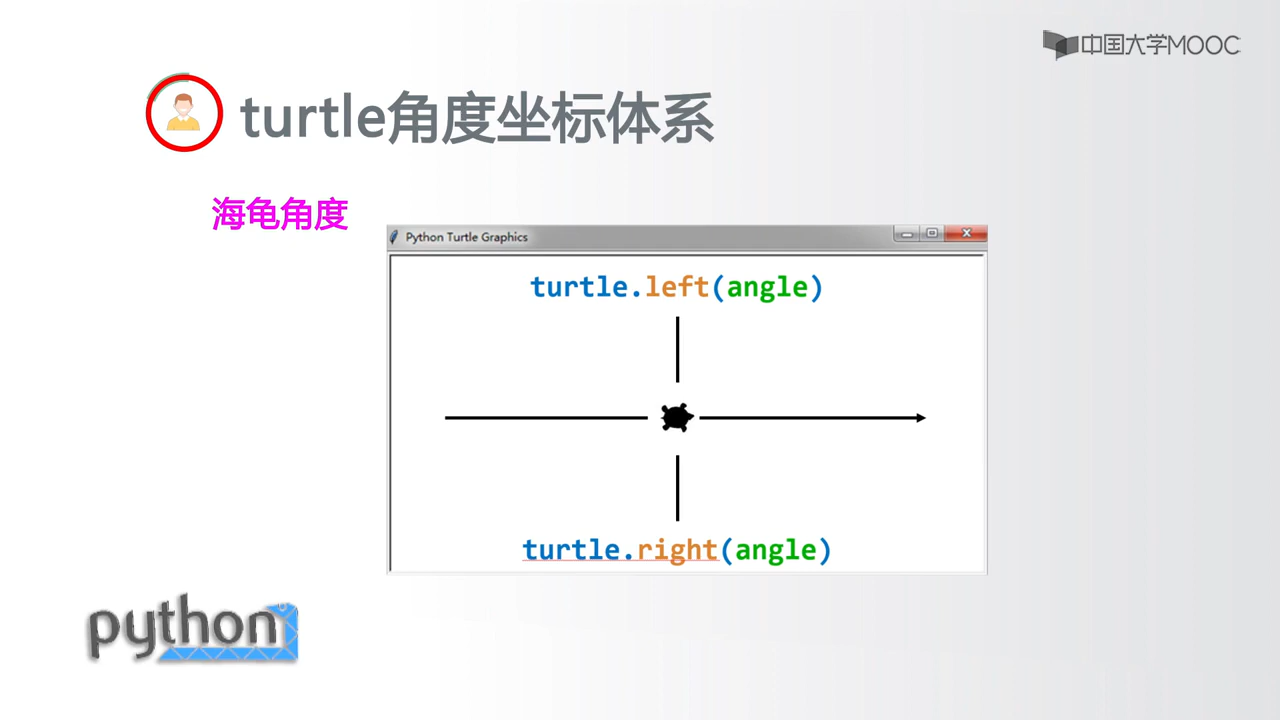 中国大学MOOC
turtle角度坐标体系
海龟角度
Python Turtle Graphics
turtle.left(angle)
turtle.right(angle)
python